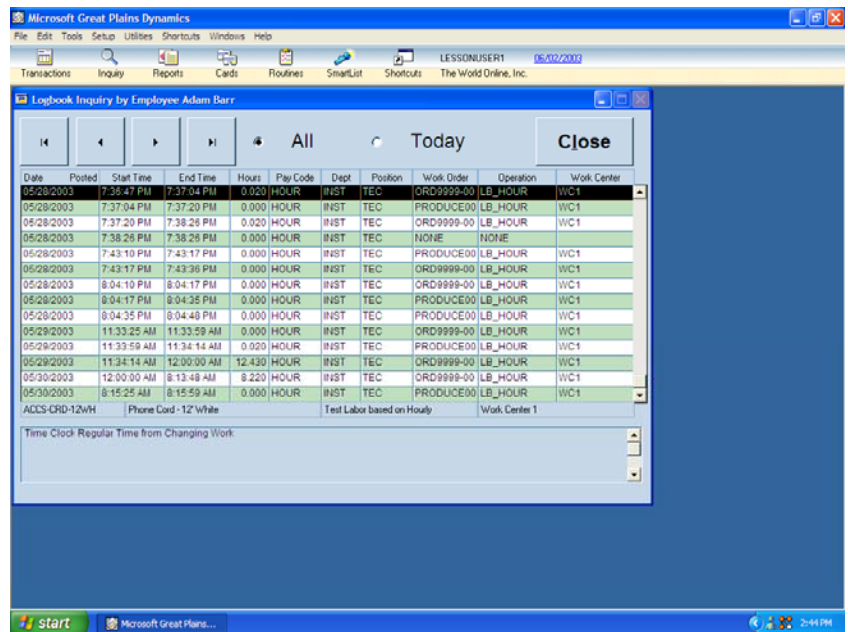 Microsoft Great Plains Dynamics
File Edit Tools Setup Utilities Shortcuts Windows Help
Transactions Inquiry Reports Cards Routines SmartList Shortcuts
LESSONUSER1 06/02/2003
The World Online, Inc.
Logbook Inquiry by Employee Adam Barr
All Today Close
Date Posted Start Time End Time Hours Pay Code Dept Position Work Order Operation Work Center
05/28/2003 7:36:47 PM 7:37:04 PM 0.020 HOUR INST TEC ORD9999-00 LB_HOUR WC1
05/28/2003 7:37:04 PM 7:37:20 PM 0.000 HOUR INST TEC PRODUCE00 LB_HOUR WC1
05/28/2003 7:37:20 PM 7:38:26 PM 0.020 HOUR INST TEC ORD9999-00 LB_HOUR WC1
05/28/2003 7:38:26 PM 7:38:26 PM 0.000 HOUR INST TEC NONE NONE
05/28/2003 7:43:10 PM 7:43:17 PM 0.000 HOUR INST TEC PRODUCE00 LB_HOUR WC1
05/28/2003 7:43:17 PM 7:43:36 PM 0.000 HOUR INST TEC ORD9999-00 LB_HOUR WC1
05/28/2003 8:04:10 PM 8:04:17 PM 0.000 HOUR INST TEC ORD9999-00 LB_HOUR WC1
05/28/2003 8:04:17 PM 8:04:35 PM 0.000 HOUR INST TEC PRODUCE00 LB_HOUR WC1
05/28/2003 8:04:35 PM 8:04:48 PM 0.000 HOUR INST TEC PRODUCE00 LB_HOUR WC1
05/29/2003 11:33:25 AM 11:33:59 AM 0.000 HOUR INST TEC ORD9999-00 LB_HOUR WC1
05/29/2003 11:33:59 AM 11:34:14 AM 0.020 HOUR INST TEC PRODUCE00 LB_HOUR WC1
05/29/2003 11:34:14 AM 12:00:00 AM 12.430 HOUR INST TEC ORD9999-00 LB_HOUR WC1
05/30/2003 12:00:00 AM 8:13:48 AM 8.220 HOUR INST TEC ORD9999-00 LB_HOUR WC1
05/30/2003 8:15:25 AM 8:15:59 AM 0.000 HOUR INST TEC PRODUCE00 LB_HOUR WC1
ACCS-CRD-12WH Phone Cord - 12' White Test Labor based on Hourly Work Center 1
Time Clock Regular Time from Changing Work
start Microsoft Great Plains... 2:44 PM